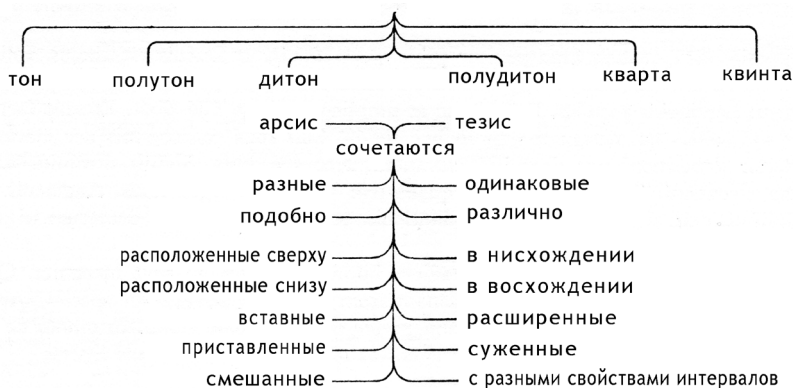 тон полутон дитон полудитон кварта квинта
арсис тезис
сочетаются
разные одинаковые
подобно различно
расположенные сверху в нисхождении
расположенные снизу в восхождении
вставные расширенные
приставленные суженные
смешанные с разными свойствами интервалов